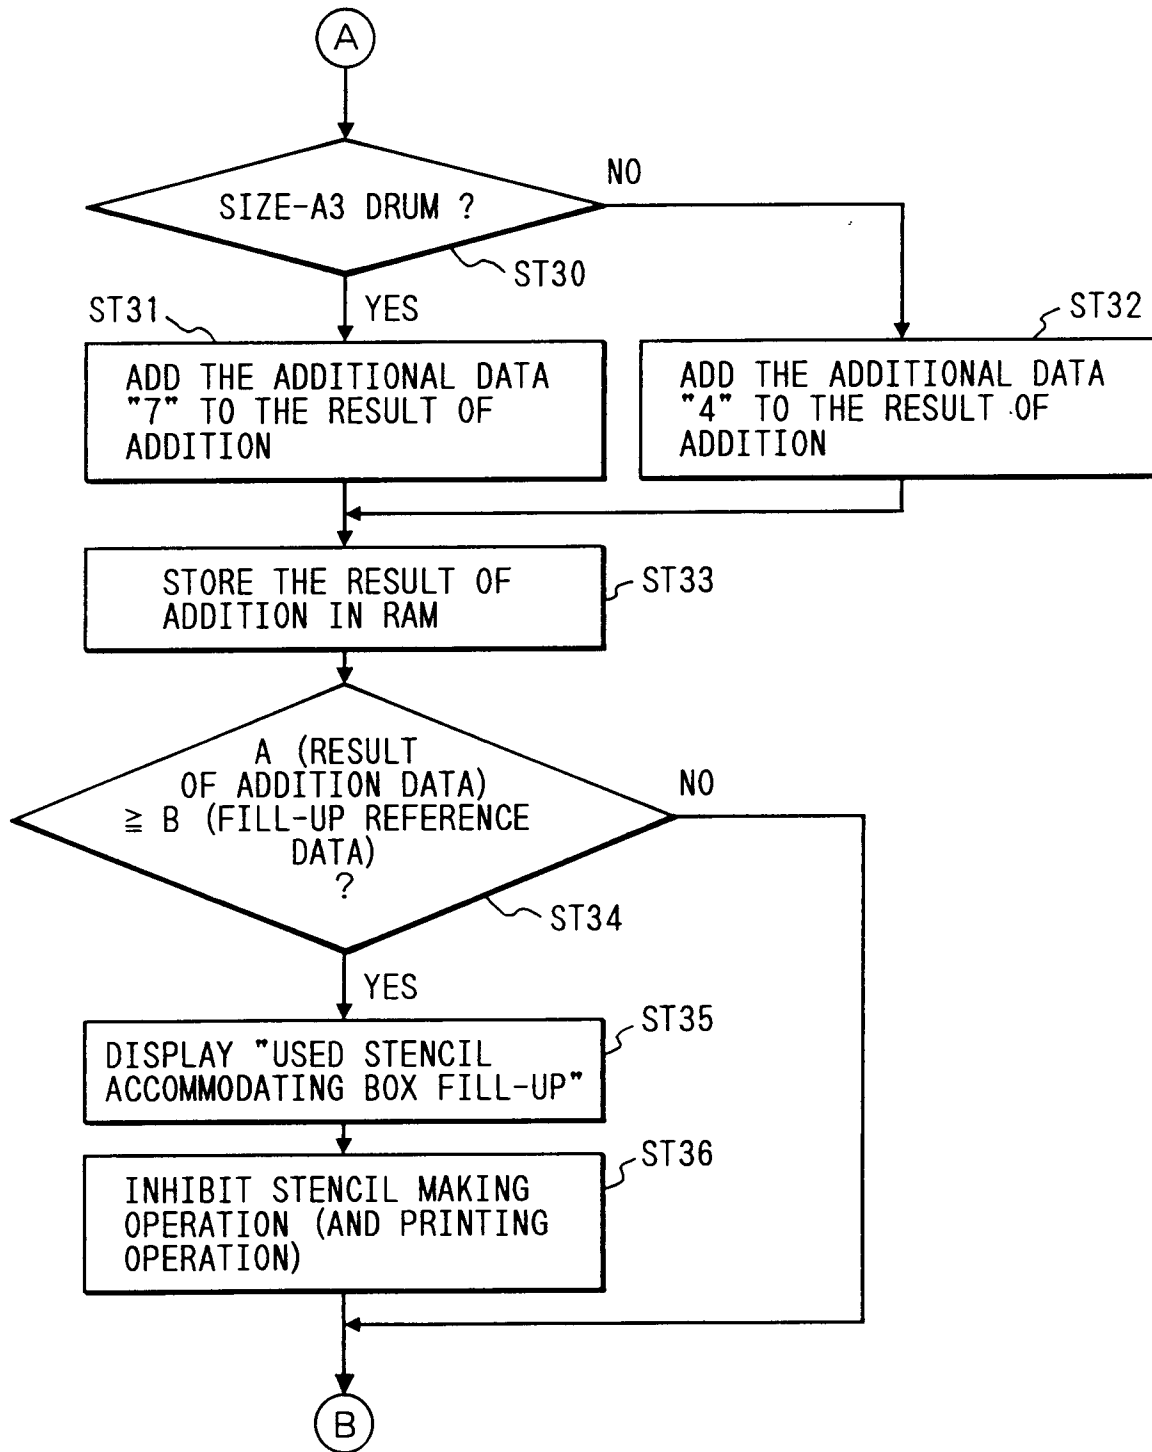 A
SIZE-A3 DRUM ?
NO
ST30
YES
ST31
ST32
ADD THE ADDITIONAL DATA
"7" TO THE RESULT OF
ADDITION
ADD THE ADDITIONAL DATA
"4" TO THE RESULT OF
ADDITION
STORE THE RESULT OF
ADDITION IN RAM
ST33
A (RESULT
OF ADDITION DATA)
≧ B (FILL-UP REFERENCE
DATA)
?
NO
ST34
YES
ST35
DISPLAY "USED STENCIL
ACCOMMODATING BOX FILL-UP"
ST36
INHIBIT STENCIL MAKING
OPERATION (AND PRINTING
OPERATION)
B